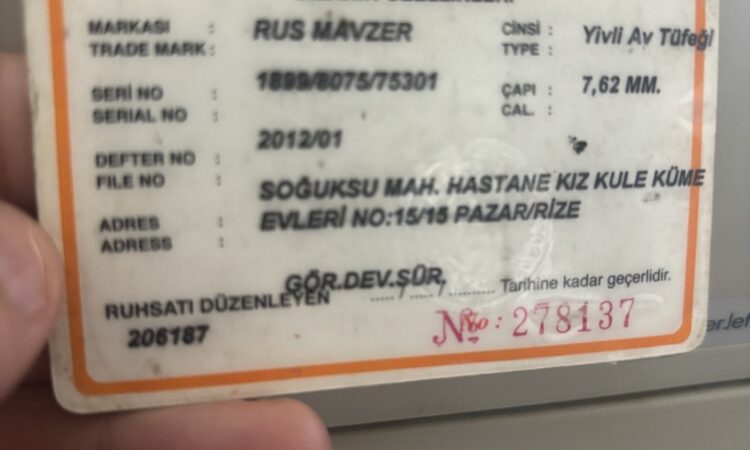 MARKASI : RUS MAVZER CİNSİ : Yivli Av Tüfeği
TRADE MARK : TYPE :
SERİ NO : 1899/8075/75301 ÇAPI : 7,62 MM.
SERIAL NO : CAL. :
DEFTER NO : 2012/01
FILE NO :
ADRES : SOĞUKSU MAH. HASTANE KIZ KULE KÜME
ADRESS : EVLERİ NO:15/15 PAZAR/RİZE
GÖR.DEV.SÜR, ..../..../.......... Tarihine kadar geçerlidir.
RUHSATI DÜZENLEYEN
206187
No: 278137
erJet